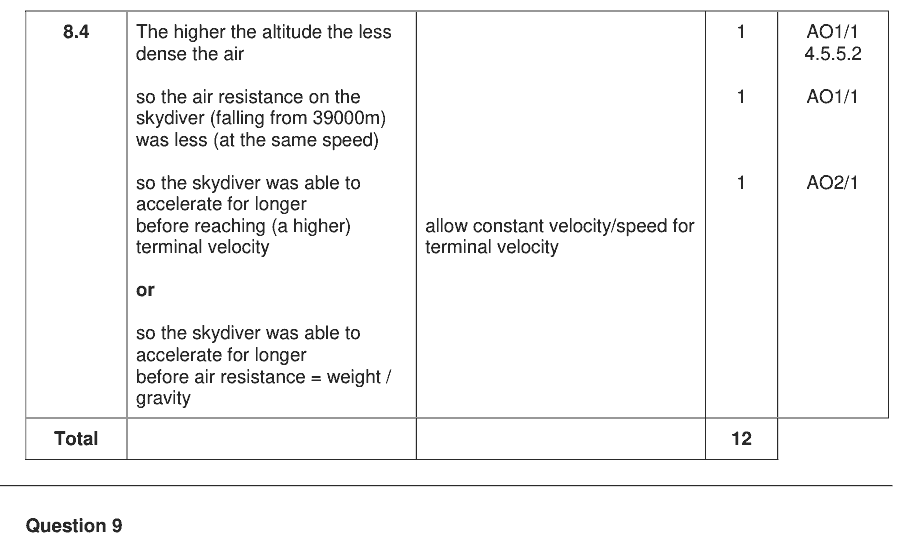 8.4
The higher the altitude the less
dense the air
1
AO1/1
4.5.5.2
so the air resistance on the
skydiver (falling from 39000m)
was less (at the same speed)
1
AO1/1
so the skydiver was able to
accelerate for longer
before reaching (a higher)
terminal velocity
allow constant velocity/speed for
terminal velocity
1
AO2/1
or
so the skydiver was able to
accelerate for longer
before air resistance = weight /
gravity
Total
12
Question 9